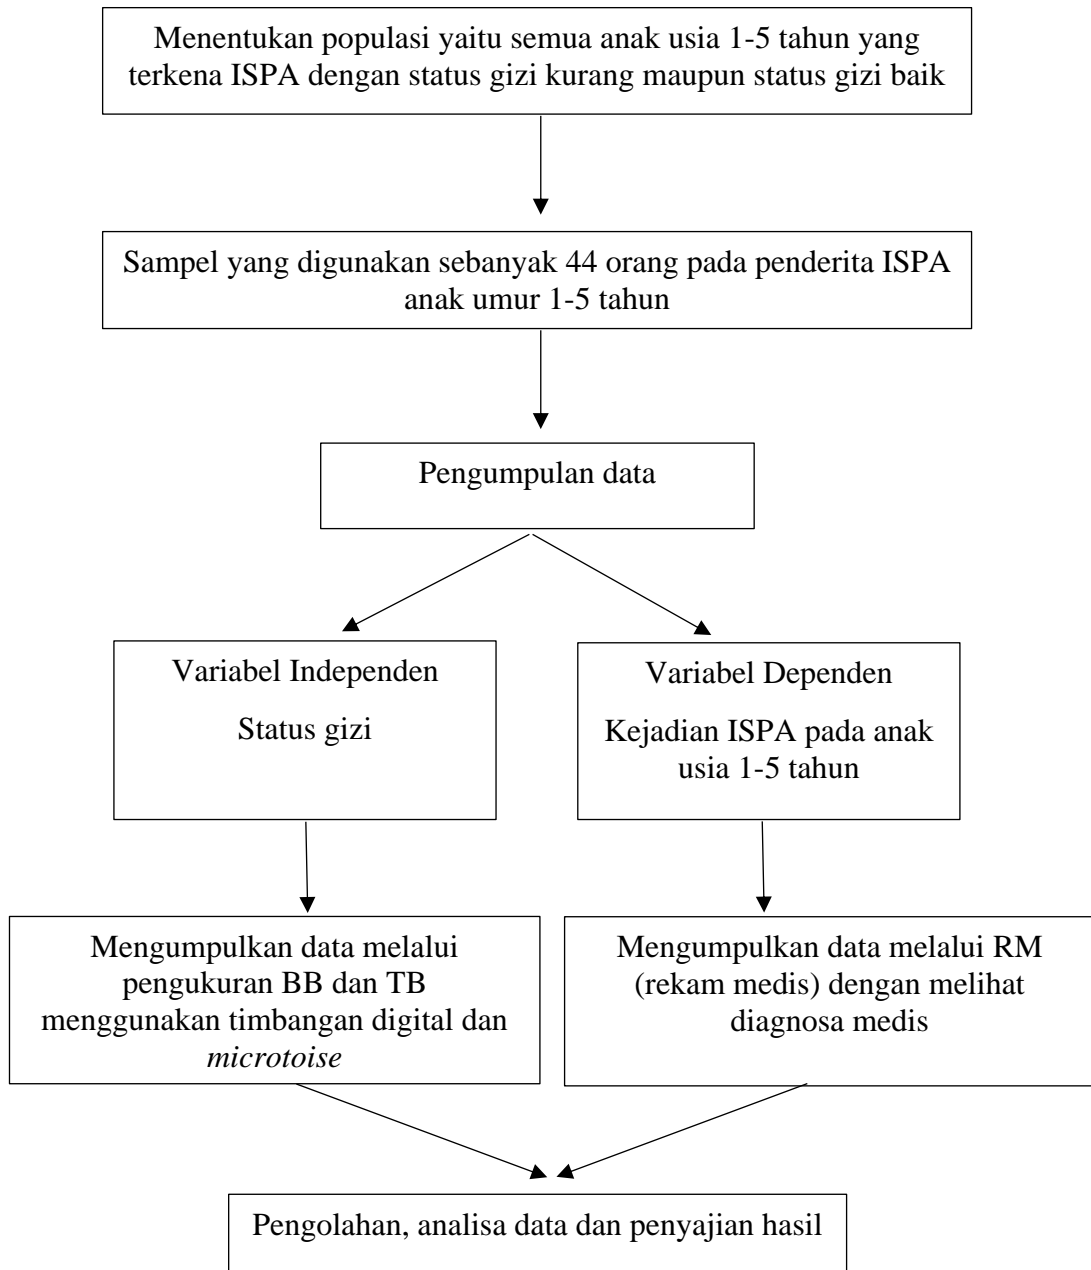 Menentukan populasi yaitu semua anak usia 1-5 tahun yang
terkena ISPA dengan status gizi kurang maupun status gizi baik
Sampel yang digunakan sebanyak 44 orang pada penderita ISPA
anak umur 1-5 tahun
Pengumpulan data
Variabel Independen
Status gizi
Variabel Dependen
Kejadian ISPA pada anak
usia 1-5 tahun
Mengumpulkan data melalui
pengukuran BB dan TB
menggunakan timbangan digital dan
microtoise
Mengumpulkan data melalui RM
(rekam medis) dengan melihat
diagnosa medis
Pengolahan, analisa data dan penyajian hasil